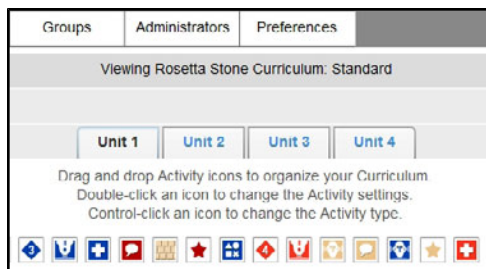 Groups Administrators Preferences
Viewing Rosetta Stone Curriculum: Standard
Unit 1 Unit 2 Unit 3 Unit 4
Drag and drop Activity icons to organize your Curriculum
Double-click an icon to change the Activity settings.
Control-click an icon to change the Activity type.
3 4